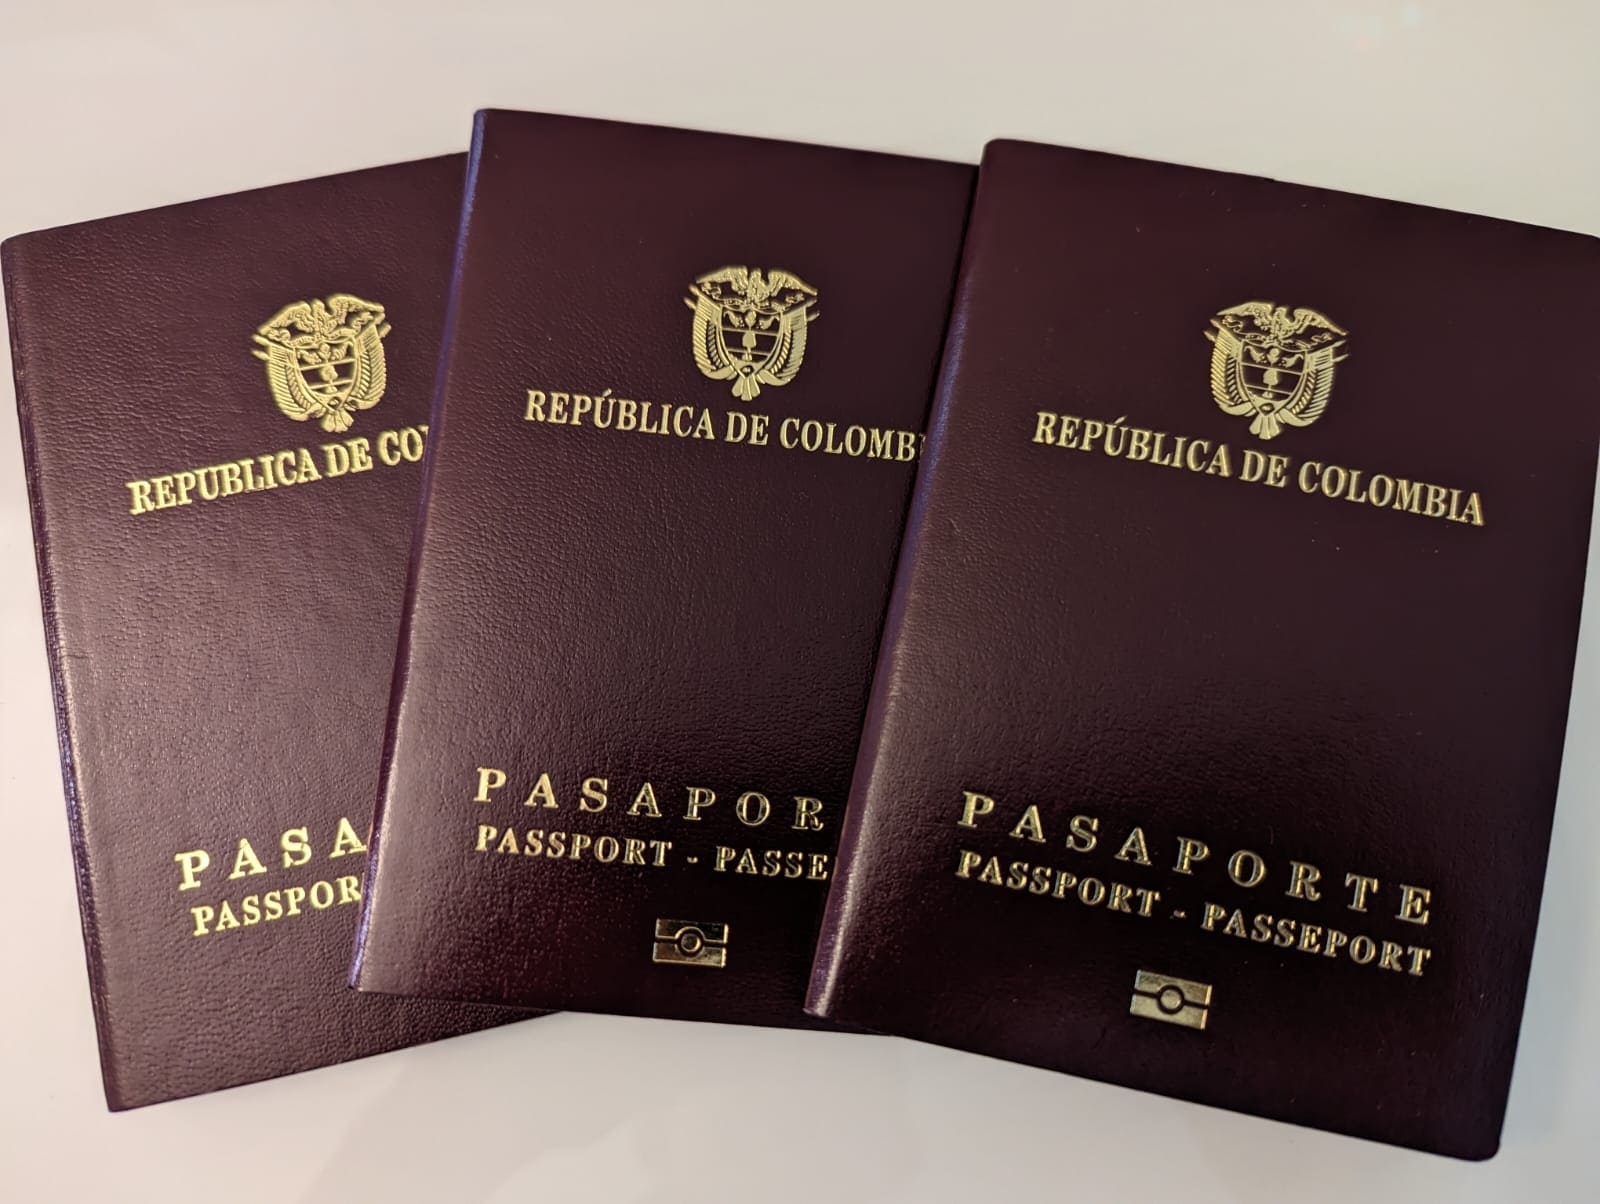 REPUBLICA DE CO
PASA
PASSPOR
REPÚBLICA DE COLOMB
PASAPOR
PASSPORT - PASSE
REPÚBLICA DE COLOMBIA
PASAPORTE
PASSPORT - PASSEPORT